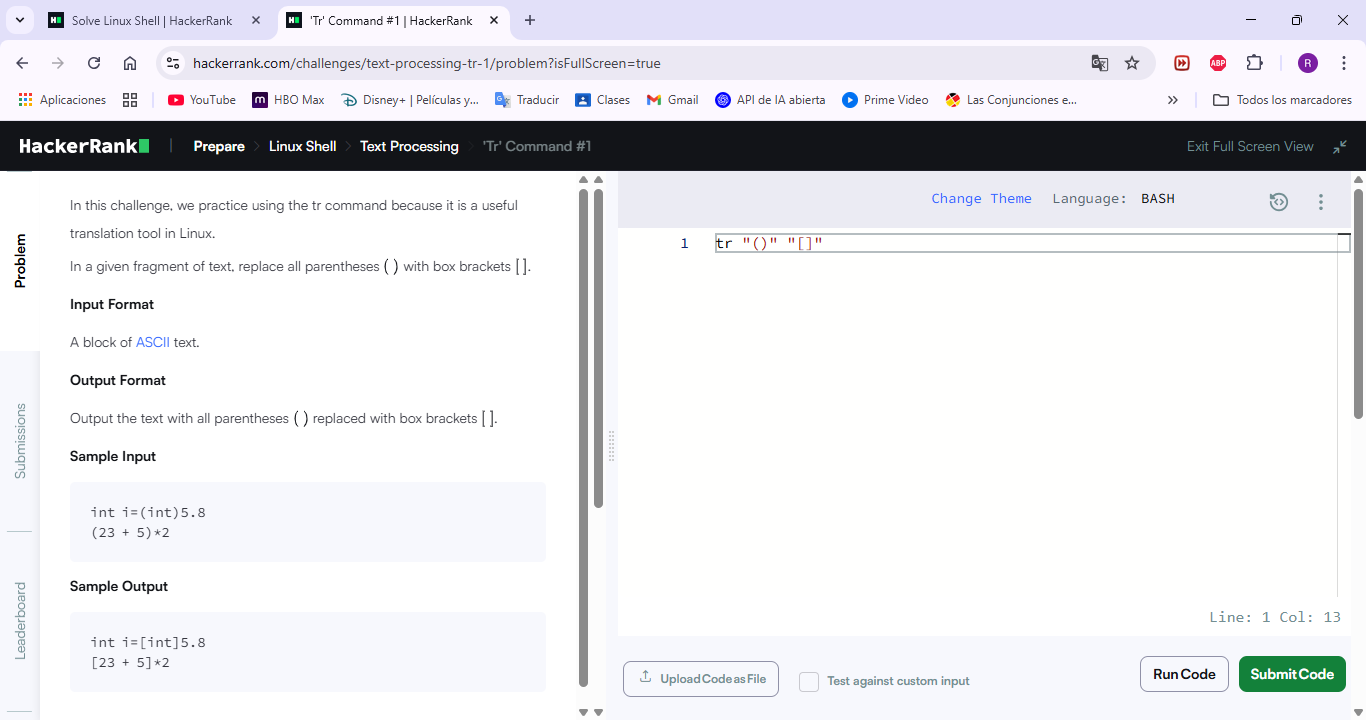 Solve Linux Shell | HackerRank
'Tr' Command #1 | HackerRank
hackerrank.com/challenges/text-processing-tr-1/problem?isFullScreen=true
ABP
R
Aplicaciones
YouTube
HBO Max
Disney+ | Películas y...
Traducir
Clases
Gmail
API de IA abierta
Prime Video
Las Conjunciones e...
»
Todos los marcadores
HackerRank
|
Prepare > Linux Shell > Text Processing > 'Tr' Command #1
Exit Full Screen View
Problem
Submissions
Leaderboard
In this challenge, we practice using the tr command because it is a useful
translation tool in Linux.
In a given fragment of text, replace all parentheses ( ) with box brackets [ ].
Input Format
A block of ASCII text.
Output Format
Output the text with all parentheses ( ) replaced with box brackets [ ].
Sample Input
int i=(int)5.8
(23 + 5)*2
Sample Output
int i=[int]5.8
[23 + 5]*2
Change Theme
Language: BASH
1 tr "()" "[]"
Line: 1 Col: 13
Upload Code as File
Test against custom input
Run Code
Submit Code